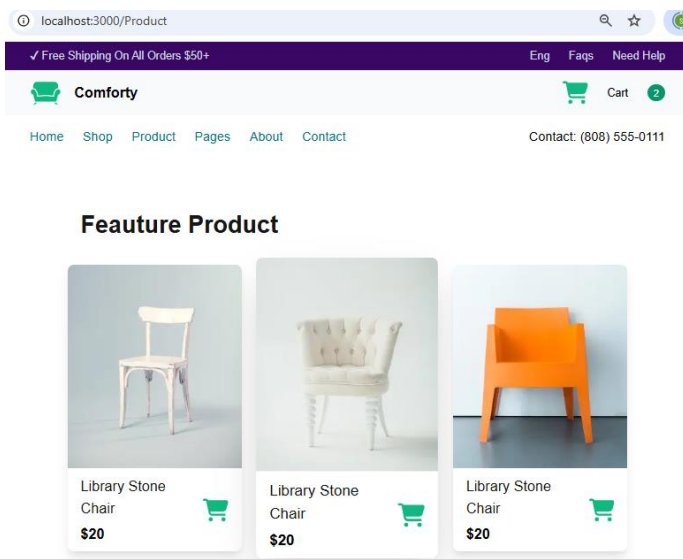 localhost:3000/Product
✓ Free Shipping On All Orders $50+ Eng Faqs Need Help
Comforty Cart 2
Home Shop Product Pages About Contact Contact: (808) 555-0111
Feauture Product
Library Stone
Chair
$20
Library Stone
Chair
$20
Library Stone
Chair
$20